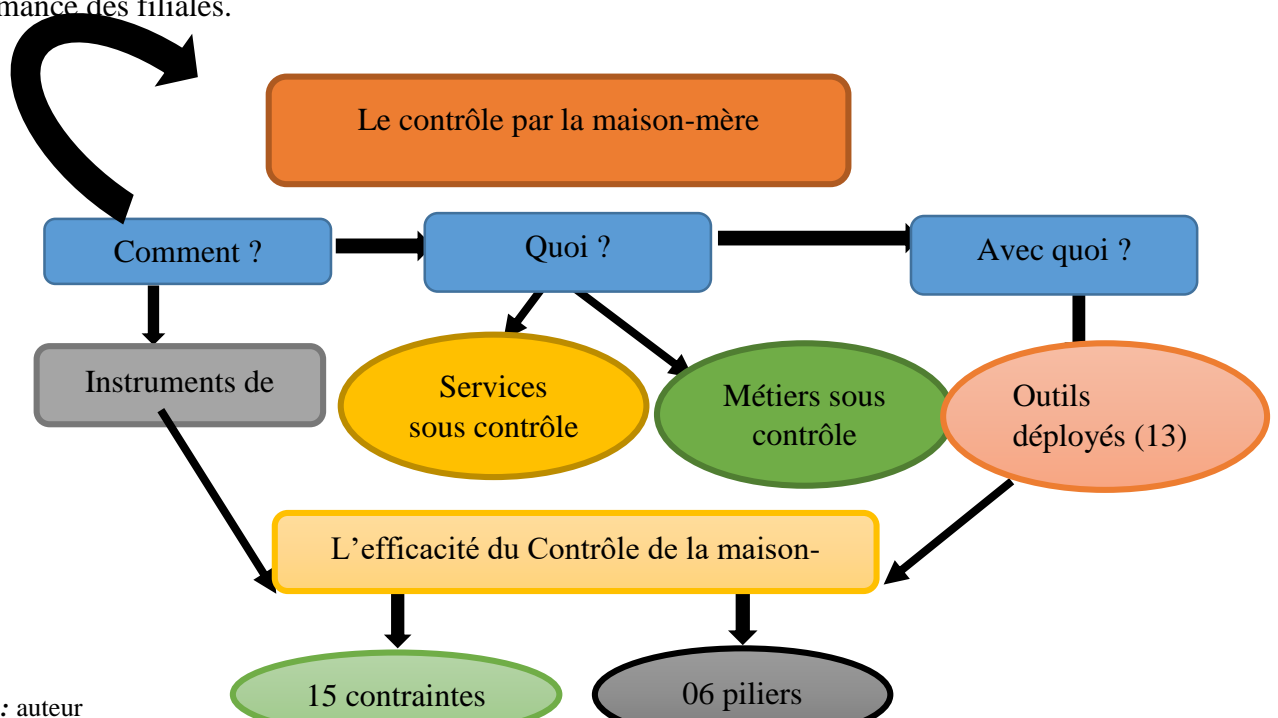 mance des filiales.
Le contrôle par la maison-mère
Comment ?
Quoi ?
Avec quoi ?
Instruments de
Services
sous contrôle
Métiers sous
contrôle
Outils
déployés (13)
L’efficacité du Contrôle de la maison-
15 contraintes
06 piliers
: auteur